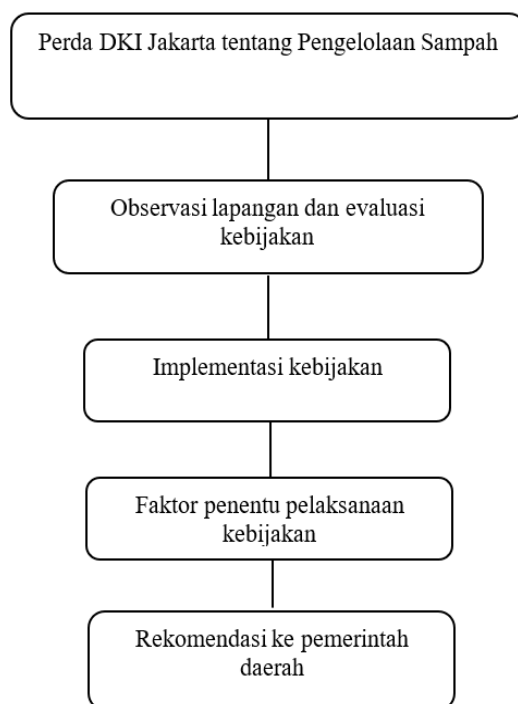 Perda DKI Jakarta tentang Pengelolaan Sampah
Observasi lapangan dan evaluasi
kebijakan
Implementasi kebijakan
Faktor penentu pelaksanaan
kebijakan
Rekomendasi ke pemerintah
daerah